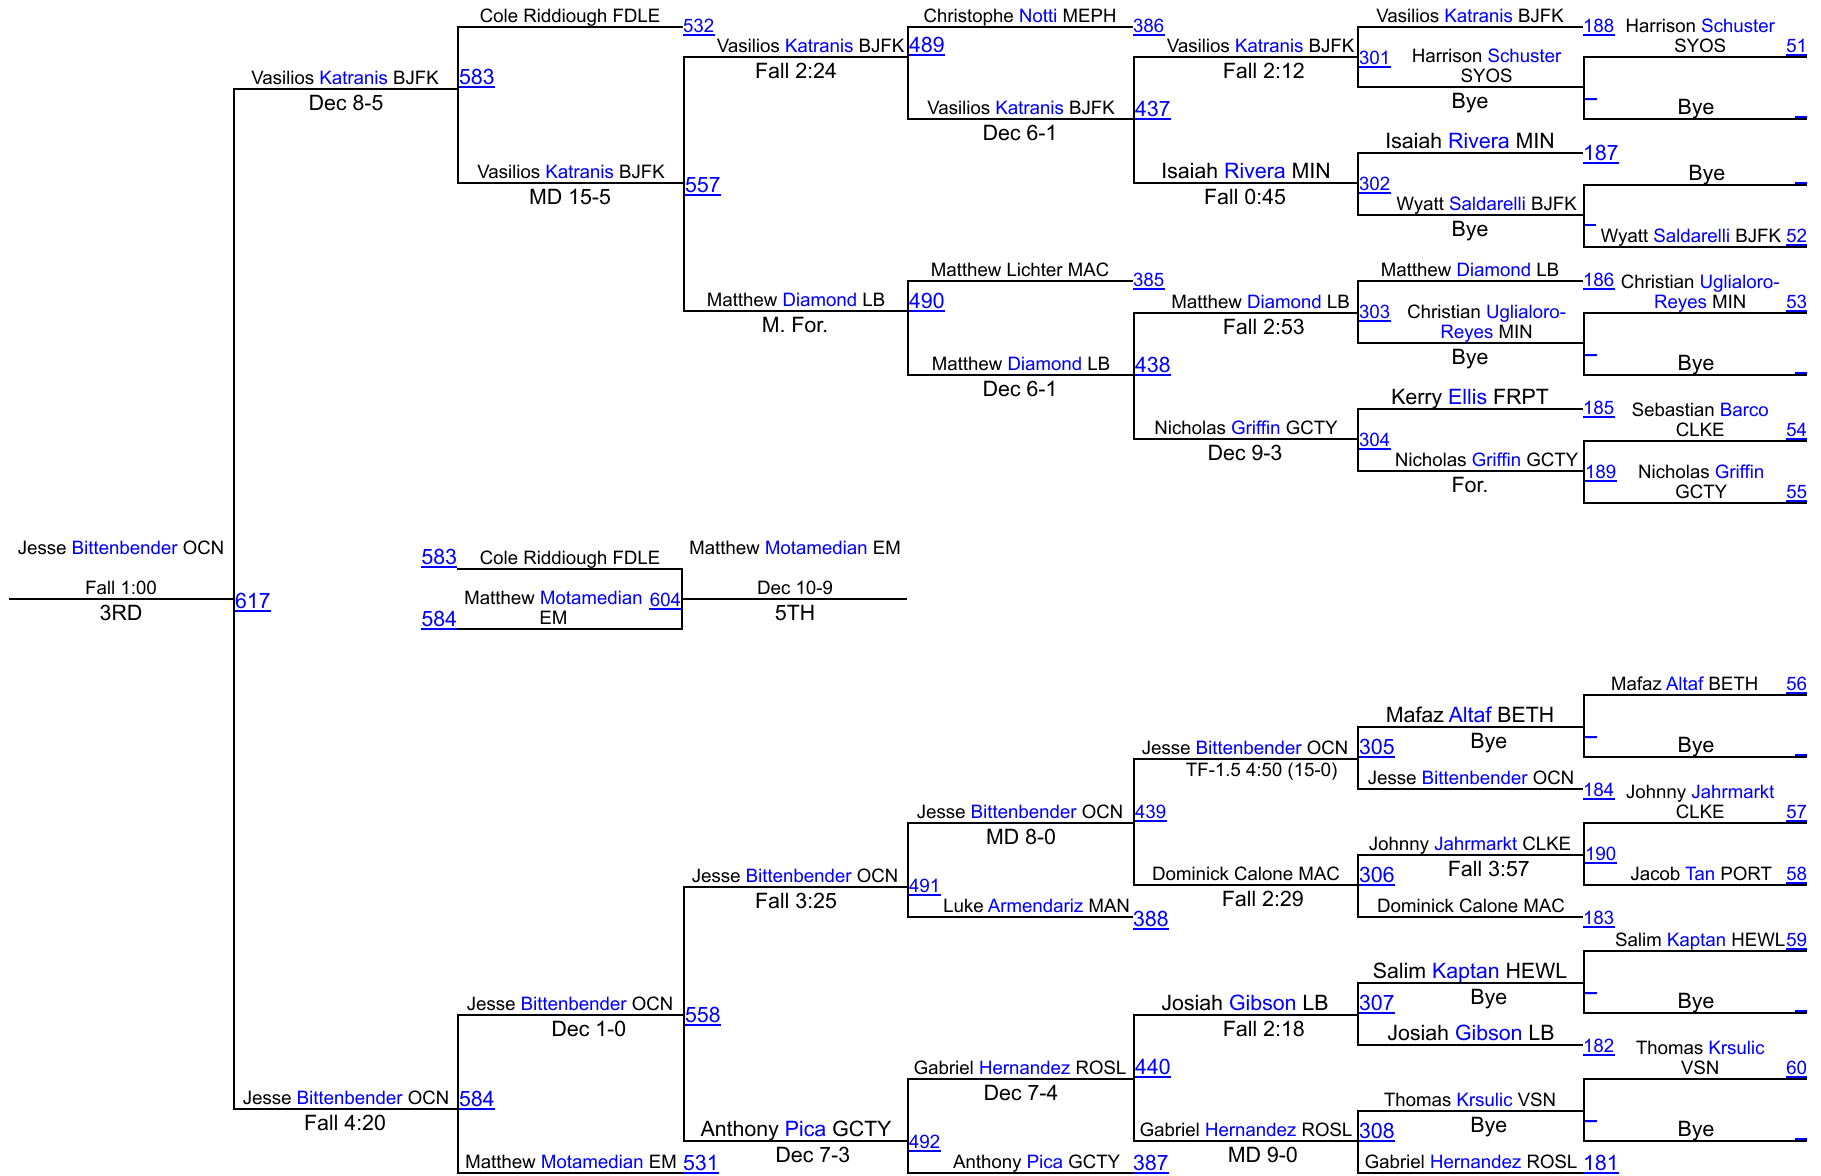 Cole Riddiough FDLE
532
Vasilios Katranis BJFK
583
Dec 8-5
Vasilios Katranis BJFK
MD 15-5
Vasilios Katranis BJFK
489
Fall 2:24
557
Matthew Diamond LB
490
M. For.
Christophe Notti MEPH
386
Vasilios Katranis BJFK
437
Dec 6-1
Matthew Lichter MAC
385
Matthew Diamond LB
438
Dec 6-1
Vasilios Katranis BJFK
301
Fall 2:12
Isaiah Rivera MIN
302
Fall 0:45
Matthew Diamond LB
303
Fall 2:53
Nicholas Griffin GCTY
304
Dec 9-3
Vasilios Katranis BJFK
188
Harrison Schuster
SYOS
Bye
Isaiah Rivera MIN
187
Wyatt Saldarelli BJFK
Bye
Matthew Diamond LB
186
Christian Uglialoro-
Reyes MIN
Bye
Kerry Ellis FRPT
185
Nicholas Griffin GCTY
189
For.
Harrison Schuster
SYOS
51
Bye
Bye
Wyatt Saldarelli BJFK
52
Christian Uglialoro-
Reyes MIN
53
Bye
Sebastian Barco
CLKE
54
Nicholas Griffin
GCTY
55
Jesse Bittenbender OCN
Fall 1:00
3RD
617
583
Cole Riddiough FDLE
584
Matthew Motamedian
EM
604
Matthew Motamedian EM
Dec 10-9
5TH
Jesse Bittenbender OCN
584
Fall 4:20
Jesse Bittenbender OCN
558
Dec 1-0
Matthew Motamedian EM
531
Jesse Bittenbender OCN
491
Fall 3:25
Anthony Pica GCTY
492
Dec 7-3
Jesse Bittenbender OCN
439
MD 8-0
Luke Armendariz MAN
388
Gabriel Hernandez ROSL
440
Dec 7-4
Anthony Pica GCTY
387
Jesse Bittenbender OCN
305
TF-1.5 4:50 (15-0)
Dominick Calone MAC
306
Fall 2:29
Josiah Gibson LB
307
Fall 2:18
Gabriel Hernandez ROSL
308
MD 9-0
Mafaz Altaf BETH
Bye
Jesse Bittenbender OCN
184
Johnny Jahrmarkt CLKE
190
Fall 3:57
Dominick Calone MAC
183
Salim Kaptan HEWL
Bye
Josiah Gibson LB
182
Thomas Krsulic VSN
Bye
Gabriel Hernandez ROSL
181
Mafaz Altaf BETH
56
Bye
Johnny Jahrmarkt
CLKE
57
Jacob Tan PORT
58
Salim Kaptan HEWL
59
Bye
Thomas Krsulic
VSN
60
Bye